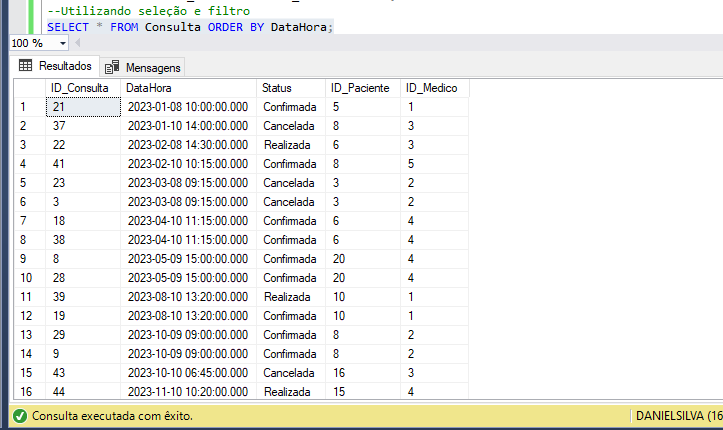 --Utilizando seleção e filtro
SELECT * FROM Consulta ORDER BY DataHora;
100 %
Resultados Mensagens
ID_Consulta DataHora Status ID_Paciente ID_Medico
1 21 2023-01-08 10:00:00.000 Confirmada 5 1
2 37 2023-01-10 14:00:00.000 Cancelada 8 3
3 22 2023-02-08 14:30:00.000 Realizada 6 3
4 41 2023-02-10 10:15:00.000 Confirmada 8 5
5 23 2023-03-08 09:15:00.000 Cancelada 3 2
6 3 2023-03-08 09:15:00.000 Cancelada 3 2
7 18 2023-04-10 11:15:00.000 Confirmada 6 4
8 38 2023-04-10 11:15:00.000 Confirmada 6 4
9 8 2023-05-09 15:00:00.000 Confirmada 20 4
10 28 2023-05-09 15:00:00.000 Confirmada 20 4
11 39 2023-08-10 13:20:00.000 Realizada 10 1
12 19 2023-08-10 13:20:00.000 Confirmada 10 1
13 29 2023-10-09 09:00:00.000 Confirmada 8 2
14 9 2023-10-09 09:00:00.000 Confirmada 8 2
15 43 2023-10-10 06:45:00.000 Cancelada 16 3
16 44 2023-11-10 10:20:00.000 Realizada 15 4
Consulta executada com êxito. DANIELSILVA (16